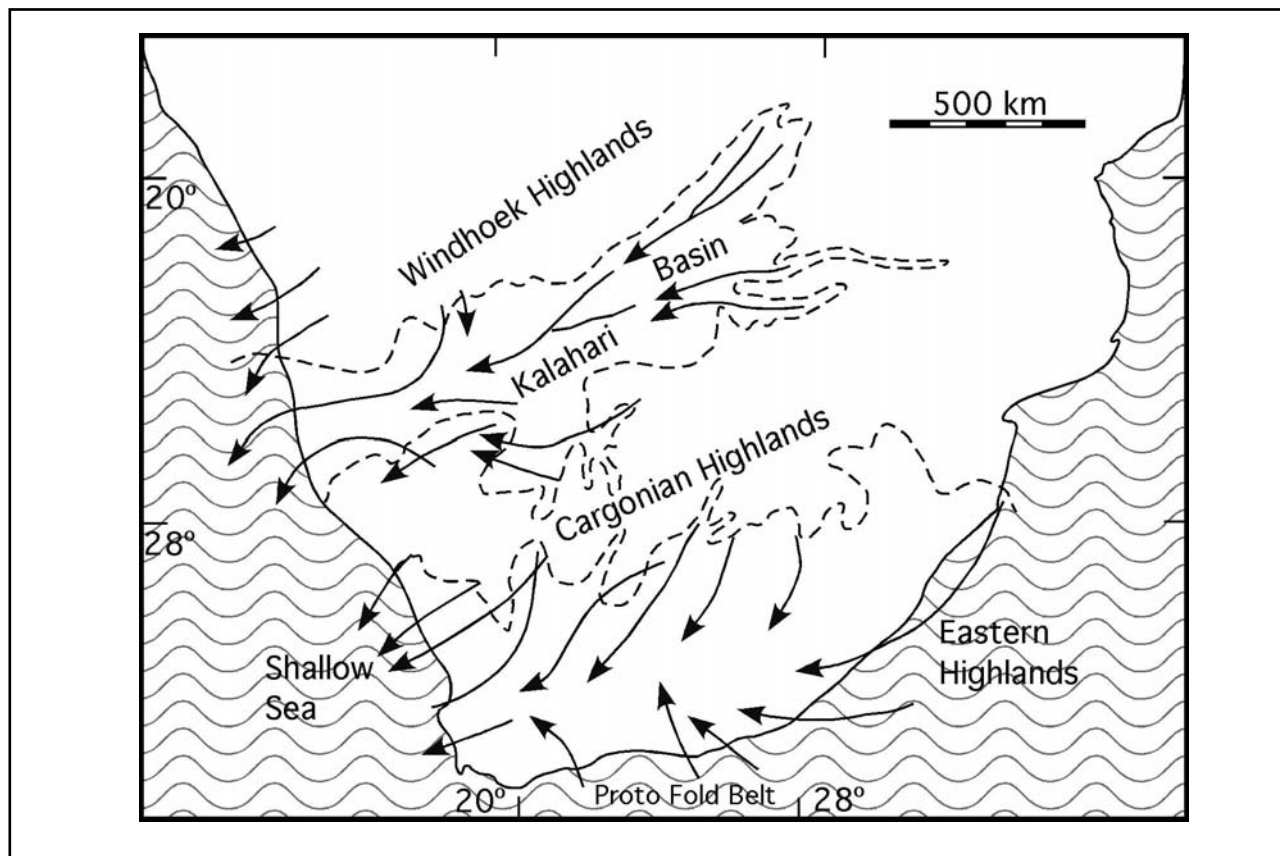 500 km
20º
Windhoek Highlands
Basin
Kalahari
Cargonian Highlands
28º
Eastern
Highlands
Shallow
Sea
Proto Fold Belt
20º
28º